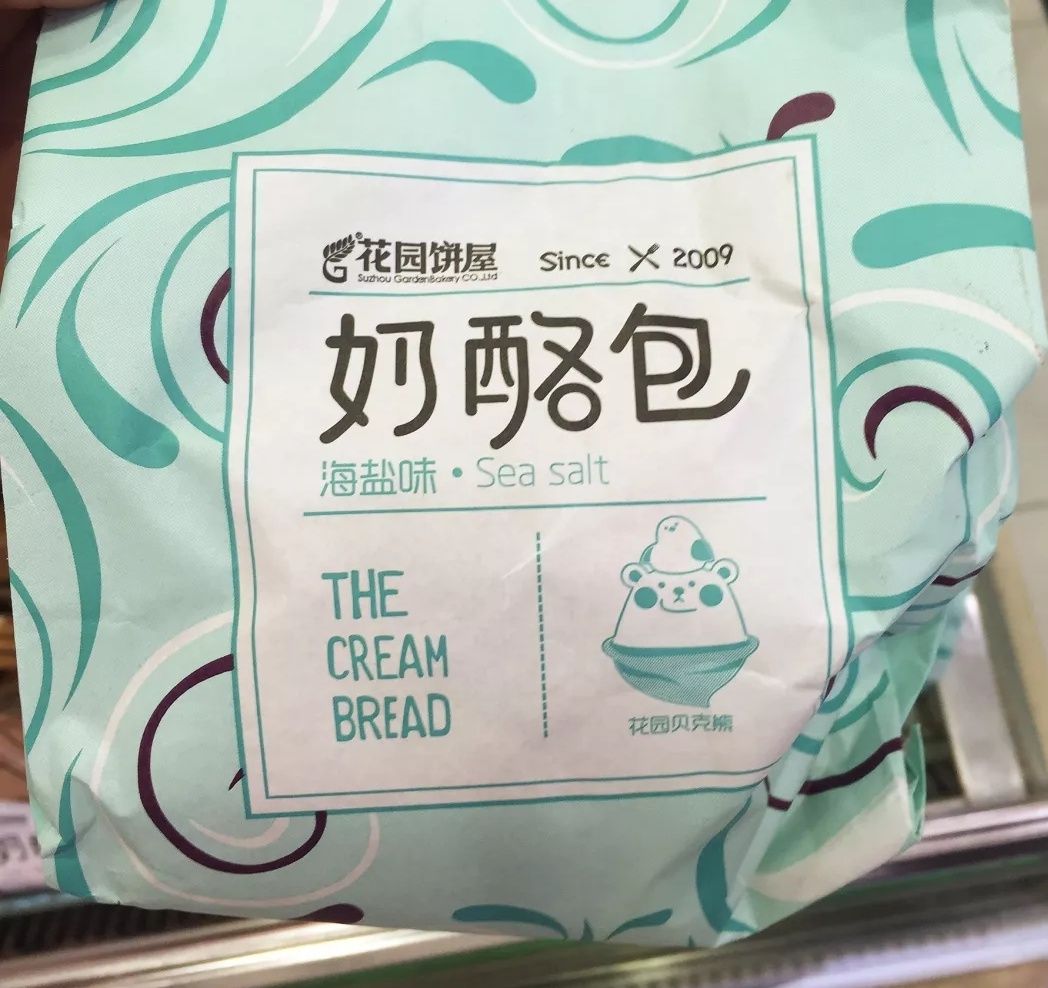 花园饼屋 Since 2009
Suzhou GardenBakery CO.,Ltd
奶酪包
海盐味·Sea salt
THE
CREAM
BREAD
花园贝克熊